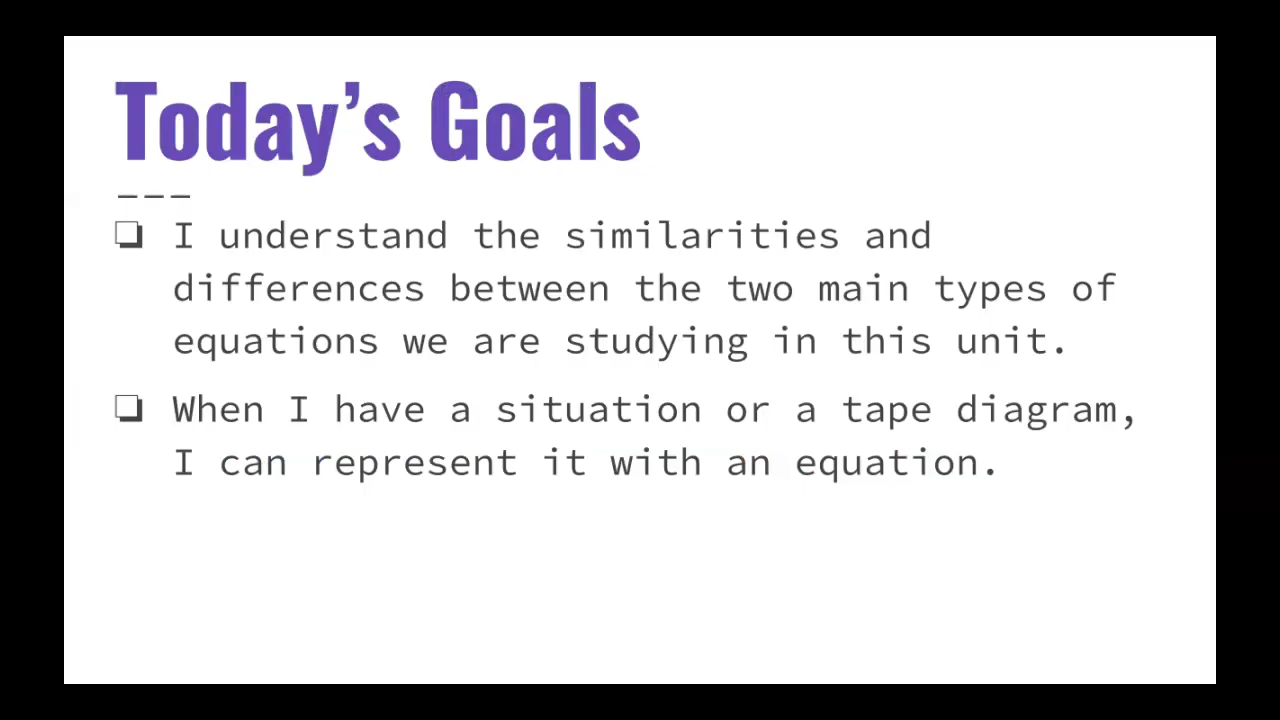 Today’s Goals
———
❏ I understand the similarities and
differences between the two main types of
equations we are studying in this unit.
❏ When I have a situation or a tape diagram,
I can represent it with an equation.